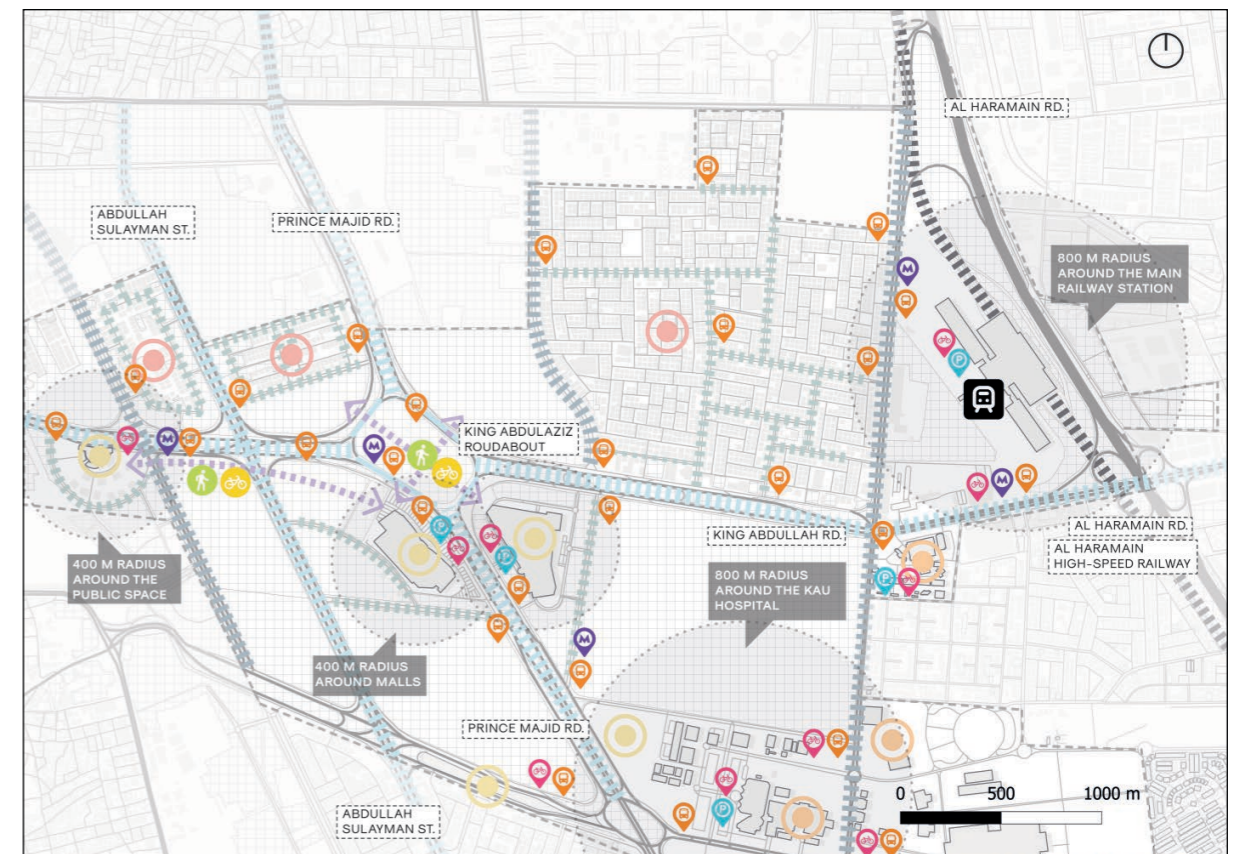 AL HARAMAIN RD.
ABDULLAH
SULAYMAN ST.
PRINCE MAJID RD.
800 M RADIUS
AROUND THE MAIN
RAILWAY STATION
KING ABDULAZIZ
ROUDABOUT
KING ABDULLAH RD.
AL HARAMAIN RD.
AL HARAMAIN
HIGH-SPEED RAILWAY
400 M RADIUS
AROUND THE
PUBLIC SPACE
800 M RADIUS
AROUND THE KAU
HOSPITAL
400 M RADIUS
AROUND MALLS
PRINCE MAJID RD.
ABDULLAH
SULAYMAN ST.
0 500 1000 m
M
M
M
M
M
P
P
P
P
P